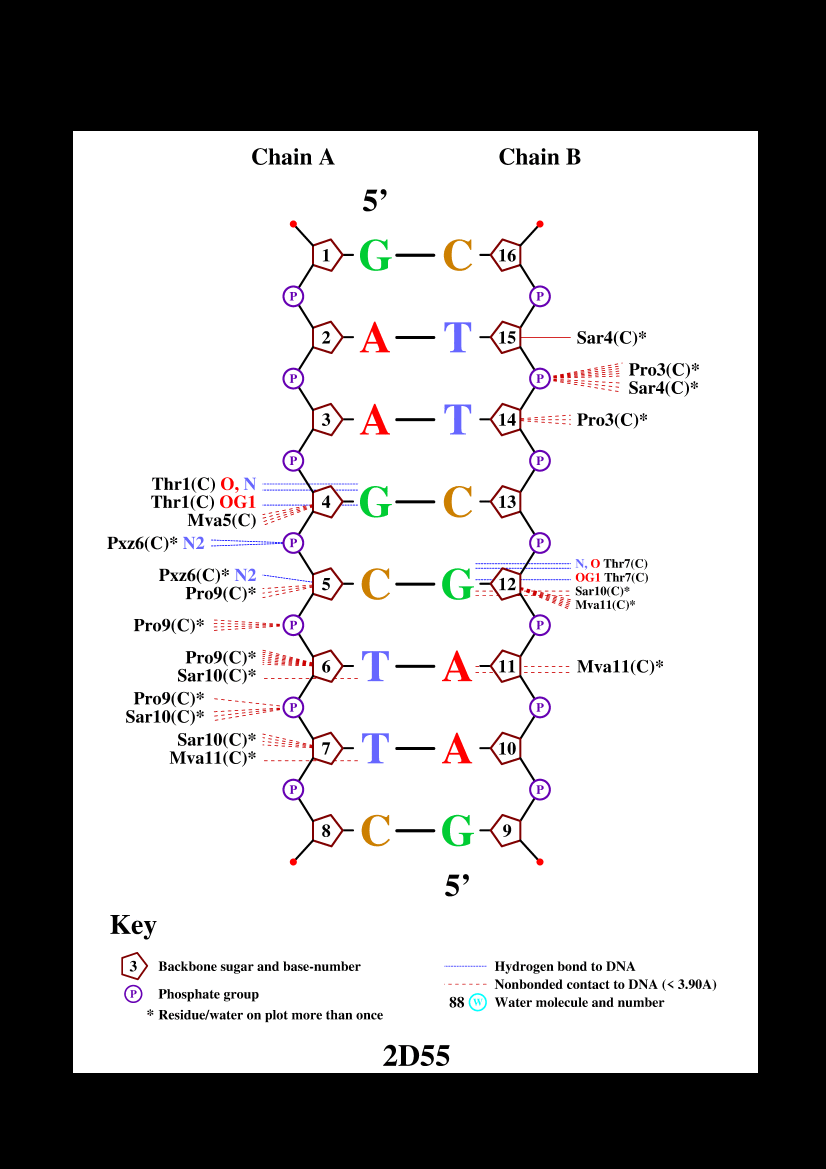 Chain A Chain B
5’
1 G C 16
P P
2 A T 15 Sar4(C)*
Pro3(C)*
P P
Sar4(C)*
3 A T 14 Pro3(C)*
P P
Thr1(C) O, N
Thr1(C) OG1 4 G C 13
Mva5(C)
Pxz6(C)* N2 P P
N, O Thr7(C)
Pxz6(C)* N2 OG1 Thr7(C)
5 C G 12
Pro9(C)* Sar10(C)*
Mva11(C)*
Pro9(C)* P P
Pro9(C)*
6 T A 11 Mva11(C)*
Sar10(C)*
Pro9(C)*
P P
Sar10(C)*
Sar10(C)*
7 T A 10
Mva11(C)*
P P
8 C G 9
5’
Key
3 Backbone sugar and base-number
P Phosphate group
* Residue/water on plot more than once
Hydrogen bond to DNA
Nonbonded contact to DNA (< 3.90A)
88 W Water molecule and number
2D55